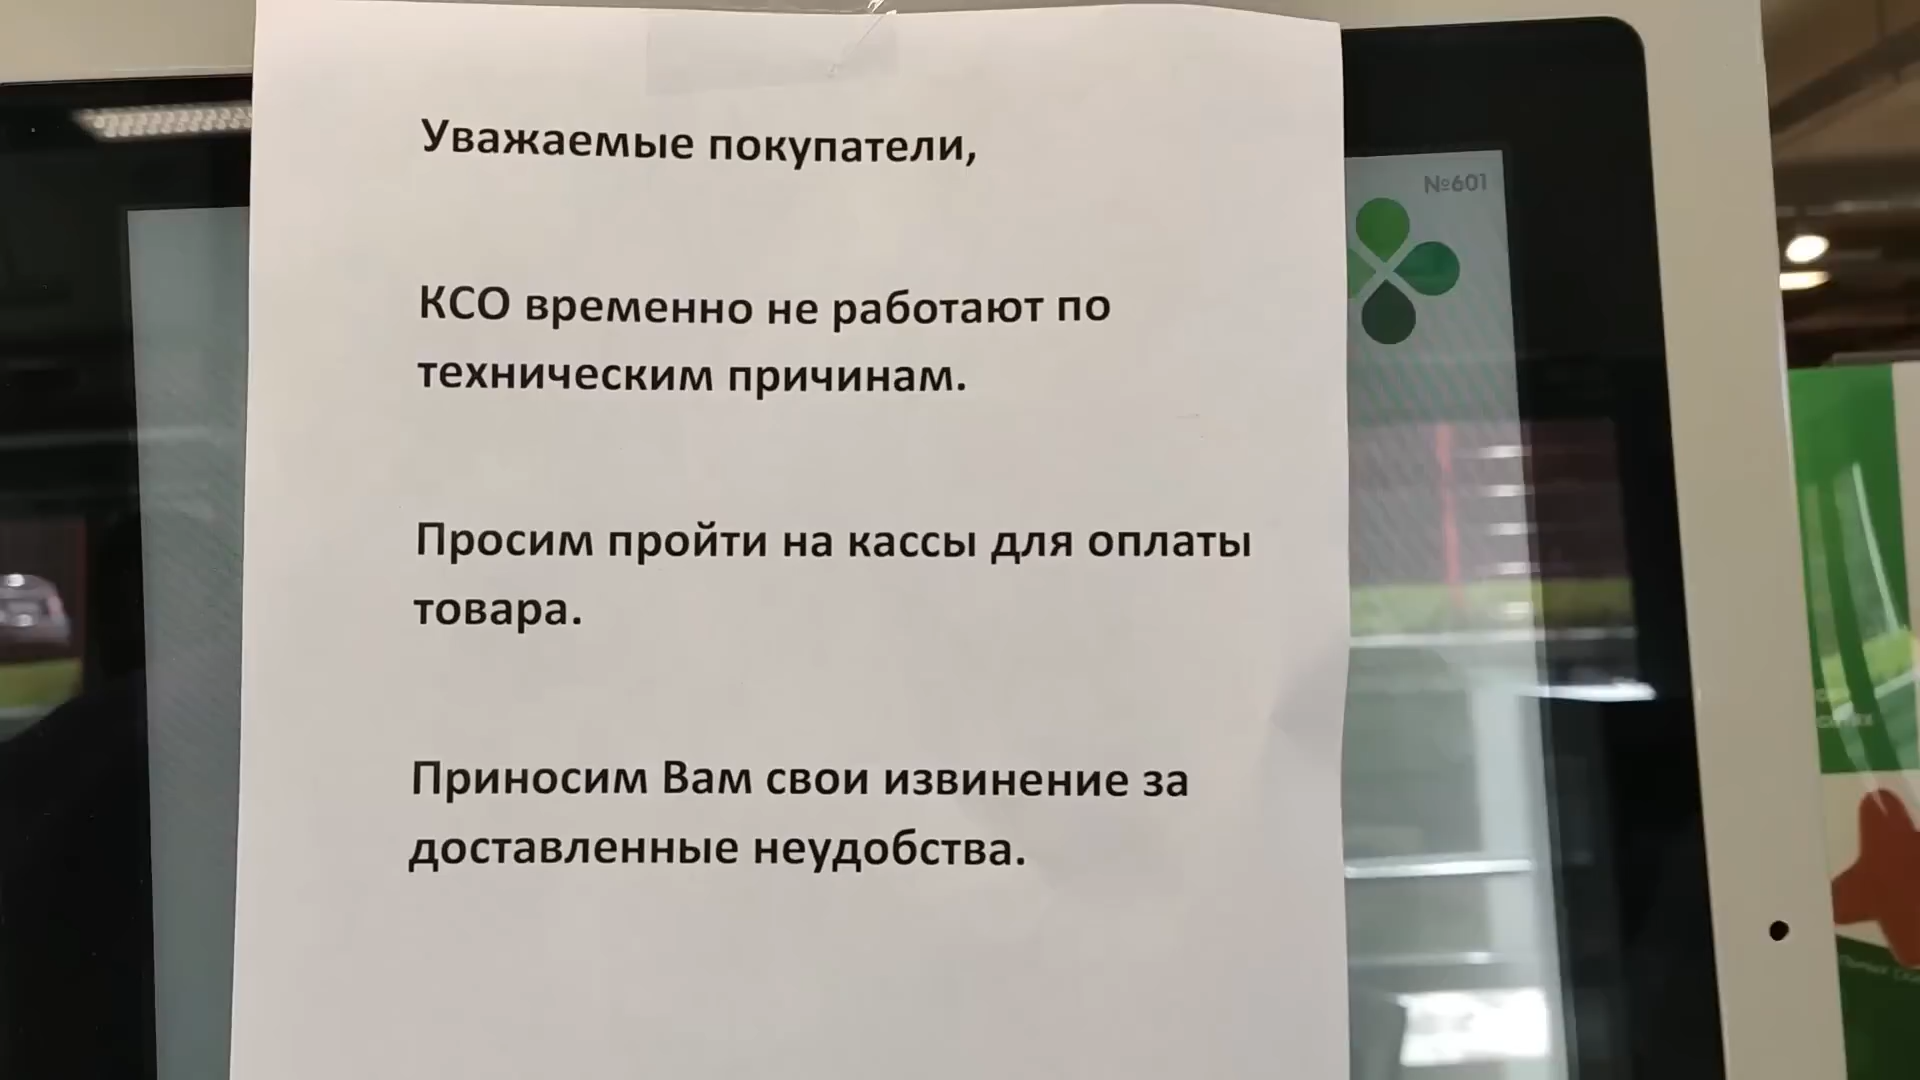 Уважаемые покупатели,
№601
КСО временно не работают по
техническим причинам.
Просим пройти на кассы для оплаты
товара.
Приносим Вам свои извинение за
доставленные неудобства.